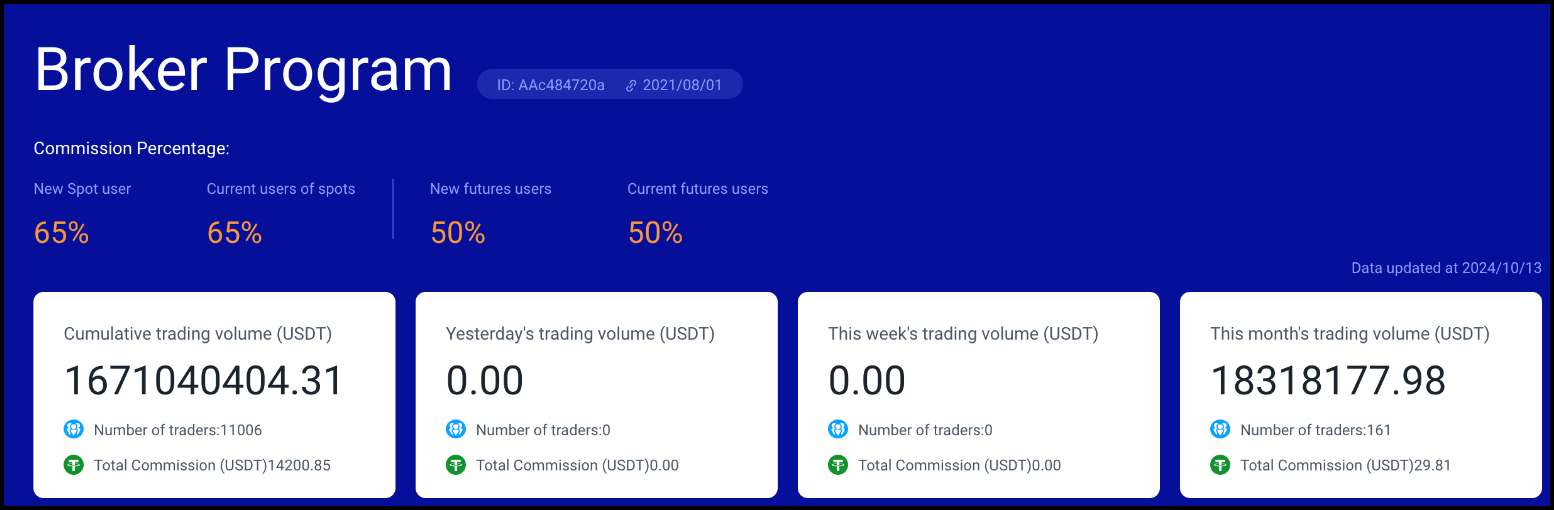 Broker Program ID: AAc484720a 2021/08/01
Commission Percentage:
New Spot user Current users of spots New futures users Current futures users
65% 65% 50% 50%
Data updated at 2024/10/13
Cumulative trading volume (USDT)
1671040404.31
Number of traders:11006
Total Commission (USDT)14200.85
Yesterday's trading volume (USDT)
0.00
Number of traders:0
Total Commission (USDT)0.00
This week's trading volume (USDT)
0.00
Number of traders:0
Total Commission (USDT)0.00
This month's trading volume (USDT)
18318177.98
Number of traders:161
Total Commission (USDT)29.81